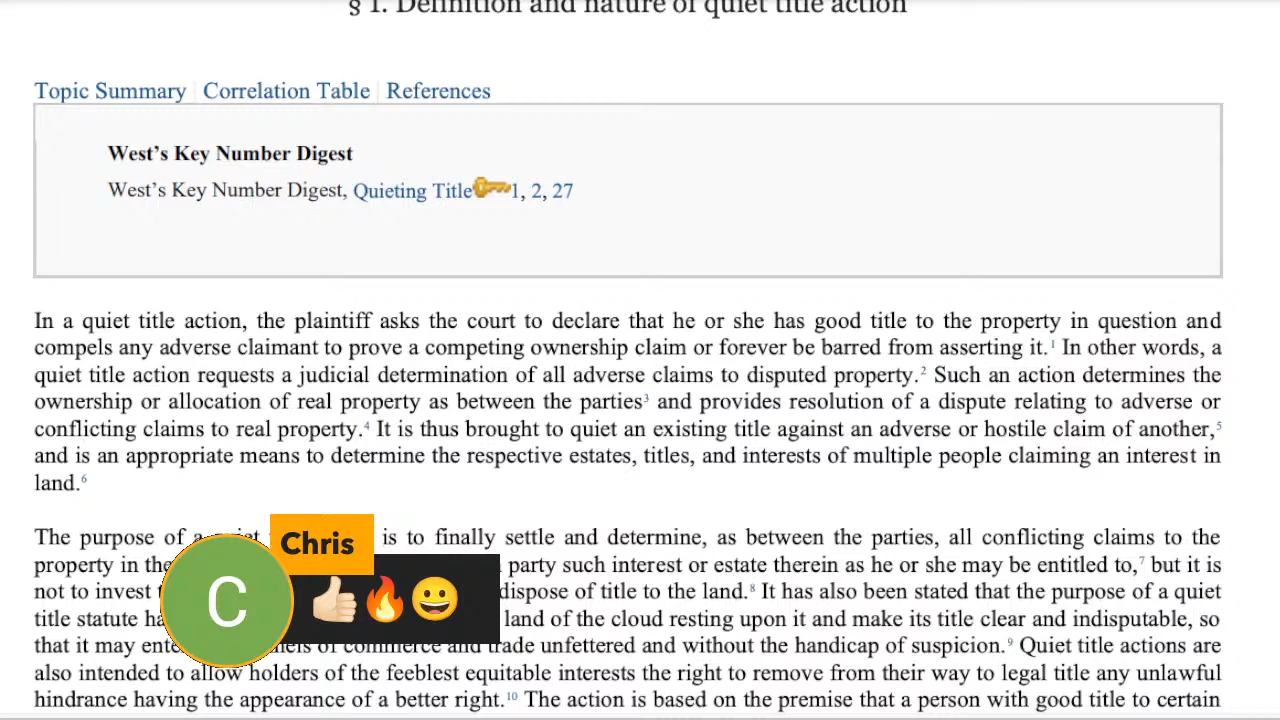 § 1. Definition and nature of quiet title action
Topic Summary | Correlation Table | References
West's Key Number Digest
West's Key Number Digest, Quieting Title 1, 2, 27
In a quiet title action, the plaintiff asks the court to declare that he or she has good title to the property in question and
compels any adverse claimant to prove a competing ownership claim or forever be barred from asserting it.¹ In other words, a
quiet title action requests a judicial determination of all adverse claims to disputed property.² Such an action determines the
ownership or allocation of real property as between the parties³ and provides resolution of a dispute relating to adverse or
conflicting claims to real property.⁴ It is thus brought to quiet an existing title against an adverse or hostile claim of another,⁵
and is an appropriate means to determine the respective estates, titles, and interests of multiple people claiming an interest in
land.⁶
The purpose of a quiet is to finally settle and determine, as between the parties, all conflicting claims to the
Chris
property in the party such interest or estate therein as he or she may be entitled to,⁷ but it is
not to invest dispose of title to the land.⁸ It has also been stated that the purpose of a quiet
C 👍🏻🔥😀
title statute land of the cloud resting upon it and make its title clear and indisputable, so
that it may of commerce and trade unfettered and without the handicap of suspicion.⁹ Quiet title actions are
also intended to allow holders of the feeblest equitable interests the right to remove from their way to legal title any unlawful
hindrance having the appearance of a better right.¹⁰ The action is based on the premise that a person with good title to certain